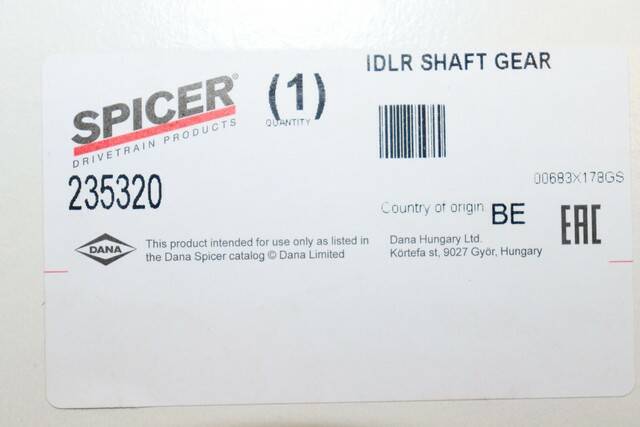 IDLR SHAFT GEAR
SPICER®
DRIVETRAIN PRODUCTS
(1)
QUANTITY
00683X178GS
235320
Country of origin BE
EAC
DANA
This product intended for use only as listed in
the Dana Spicer catalog © Dana Limited
Dana Hungary Ltd.
Körtefa st, 9027 Győr, Hungary